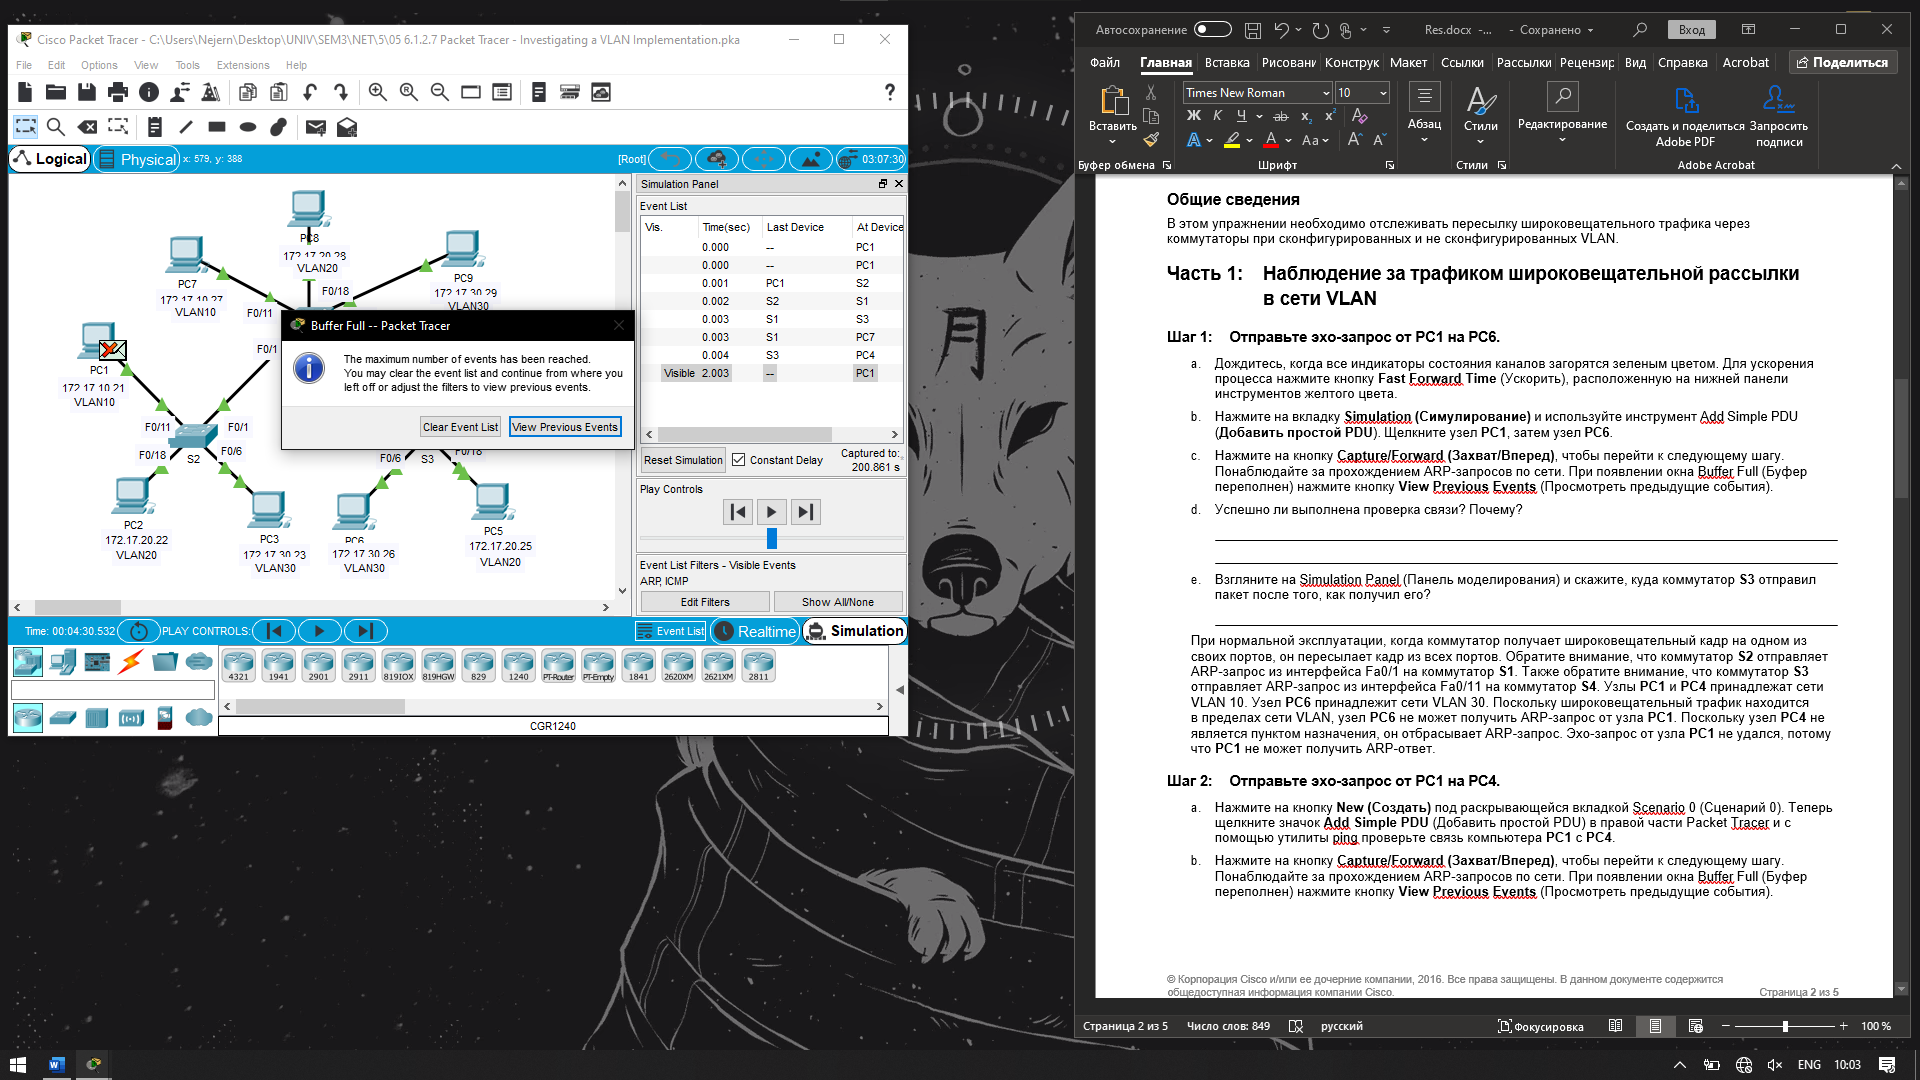 Cisco Packet Tracer - C:\Users\Nejern\Desktop\UNIV\SEM3\NET\5\05 6.1.2.7 Packet Tracer - Investigating a VLAN Implementation.pka
File Edit Options View Tools Extensions Help
Logical Physical x: 579, y: 388 [Root] 03:07:30
PC8
172.17.20.28
VLAN20
PC7
172.17.10.27
VLAN10
PC9
172.17.30.29
VLAN30
F0/18
F0/11
F0/1
PC1
172.17.10.21
VLAN10
F0/11
F0/1
F0/18
S2
F0/6
F0/6
S3
F0/18
PC2
172.17.20.22
VLAN20
PC3
172.17.30.23
VLAN30
PC6
172.17.30.26
VLAN30
PC5
172.17.20.25
VLAN20
Buffer Full -- Packet Tracer
The maximum number of events has been reached.
You may clear the event list and continue from where you
left off or adjust the filters to view previous events.
Clear Event List View Previous Events
Simulation Panel
Event List
Vis. Time(sec) Last Device At Device
0.000 -- PC1
0.000 -- PC1
0.001 PC1 S2
0.002 S2 S1
0.003 S1 S3
0.003 S1 PC7
0.004 S3 PC4
Visible 2.003 -- PC1
Reset Simulation Constant Delay Captured to:
200.861 s
Play Controls
Event List Filters - Visible Events
ARP, ICMP
Edit Filters Show All/None
Time: 00:04:30.532 PLAY CONTROLS: Event List Realtime Simulation
4321 1941 2901 2911 819IOX 819HGW 829 1240 PT-Router PT-Empty 1841 2620XM 2621XM 2811
CGR1240
Автосохранение Res.docx -... - Сохранено Вход
Файл Главная Вставка Рисовани Конструк Макет Ссылки Рассылки Рецензир Вид Справка Acrobat Поделиться
Вставить
Буфер обмена
Times New Roman 10
Ж К Ч ab x₂ x²
Aa
Шрифт
Абзац
Стили
Стили
Редактирование
Создать и поделиться
Adobe PDF
Запросить
подписи
Adobe Acrobat
Общие сведения
В этом упражнении необходимо отслеживать пересылку широковещательного трафика через
коммутаторы при сконфигурированных и не сконфигурированных VLAN.
Часть 1: Наблюдение за трафиком широковещательной рассылки
в сети VLAN
Шаг 1: Отправьте эхо-запрос от PC1 на PC6.
a. Дождитесь, когда все индикаторы состояния каналов загорятся зеленым цветом. Для ускорения
процесса нажмите кнопку Fast Forward Time (Ускорить), расположенную на нижней панели
инструментов желтого цвета.
b. Нажмите на вкладку Simulation (Симулирование) и используйте инструмент Add Simple PDU
(Добавить простой PDU). Щелкните узел PC1, затем узел PC6.
c. Нажмите на кнопку Capture/Forward (Захват/Вперед), чтобы перейти к следующему шагу.
Понаблюдайте за прохождением ARP-запросов по сети. При появлении окна Buffer Full (Буфер
переполнен) нажмите кнопку View Previous Events (Просмотреть предыдущие события).
d. Успешно ли выполнена проверка связи? Почему?
e. Взгляните на Simulation Panel (Панель моделирования) и скажите, куда коммутатор S3 отправил
пакет после того, как получил его?
При нормальной эксплуатации, когда коммутатор получает широковещательный кадр на одном из
своих портов, он пересылает кадр из всех портов. Обратите внимание, что коммутатор S2 отправляет
ARP-запрос из интерфейса Fa0/1 на коммутатор S1. Также обратите внимание, что коммутатор S3
отправляет ARP-запрос из интерфейса Fa0/11 на коммутатор S4. Узлы PC1 и PC4 принадлежат сети
VLAN 10. Узел PC6 принадлежит сети VLAN 30. Поскольку широковещательный трафик находится
в пределах сети VLAN, узел PC6 не может получить ARP-запрос от узла PC1. Поскольку узел PC4 не
является пунктом назначения, он отбрасывает ARP-запрос. Эхо-запрос от узла PC1 не удался, потому
что PC1 не может получить ARP-ответ.
Шаг 2: Отправьте эхо-запрос от PC1 на PC4.
a. Нажмите на кнопку New (Создать) под раскрывающейся вкладкой Scenario 0 (Сценарий 0). Теперь
щелкните значок Add Simple PDU (Добавить простой PDU) в правой части Packet Tracer и с
помощью утилиты ping проверьте связь компьютера PC1 с PC4.
b. Нажмите на кнопку Capture/Forward (Захват/Вперед), чтобы перейти к следующему шагу.
Понаблюдайте за прохождением ARP-запросов по сети. При появлении окна Buffer Full (Буфер
переполнен) нажмите кнопку View Previous Events (Просмотреть предыдущие события).
© Корпорация Cisco и/или ее дочерние компании, 2016. Все права защищены. В данном документе содержится
общедоступная информация компании Cisco. Страница 2 из 5
Страница 2 из 5 Число слов: 849 русский Фокусировка 100 %
ENG 10:03